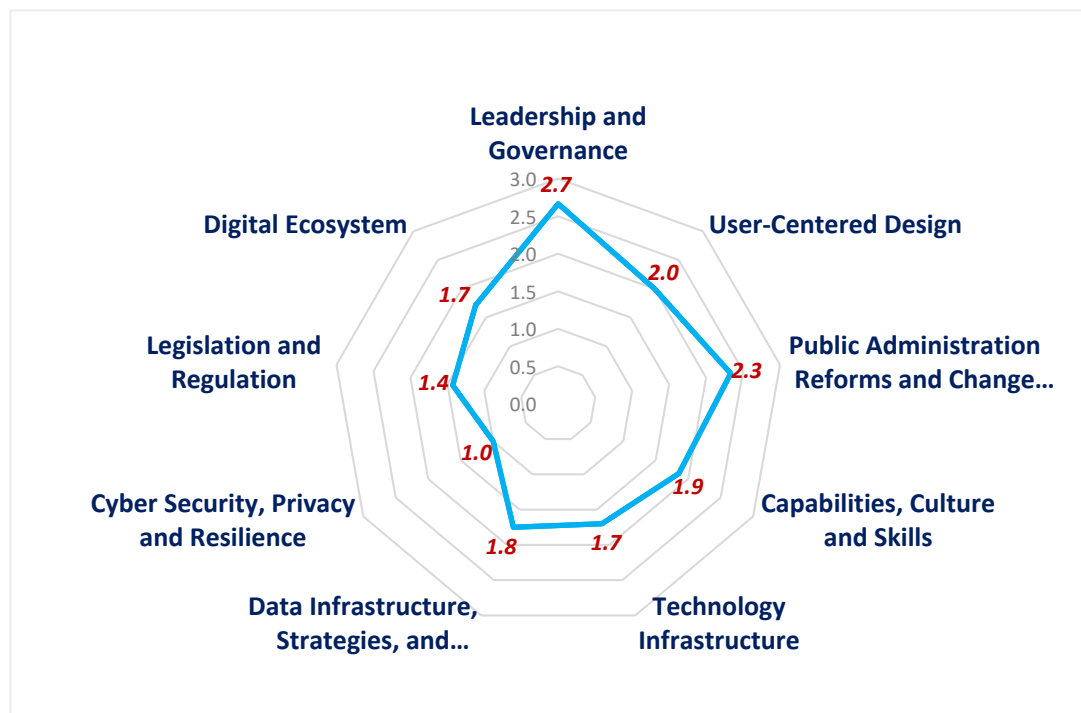 Leadership and
Governance
3.0
2.7
2.5
Digital Ecosystem
User-Centered Design
2.0
2.0
1.7
1.5
Legislation and
Regulation
1.4
1.0
Public Administration
Reforms and Change…
2.3
0.5
0.0
1.0
1.9
Cyber Security, Privacy
and Resilience
Capabilities, Culture
and Skills
1.8
1.7
Data Infrastructure,
Strategies, and…
Technology
Infrastructure